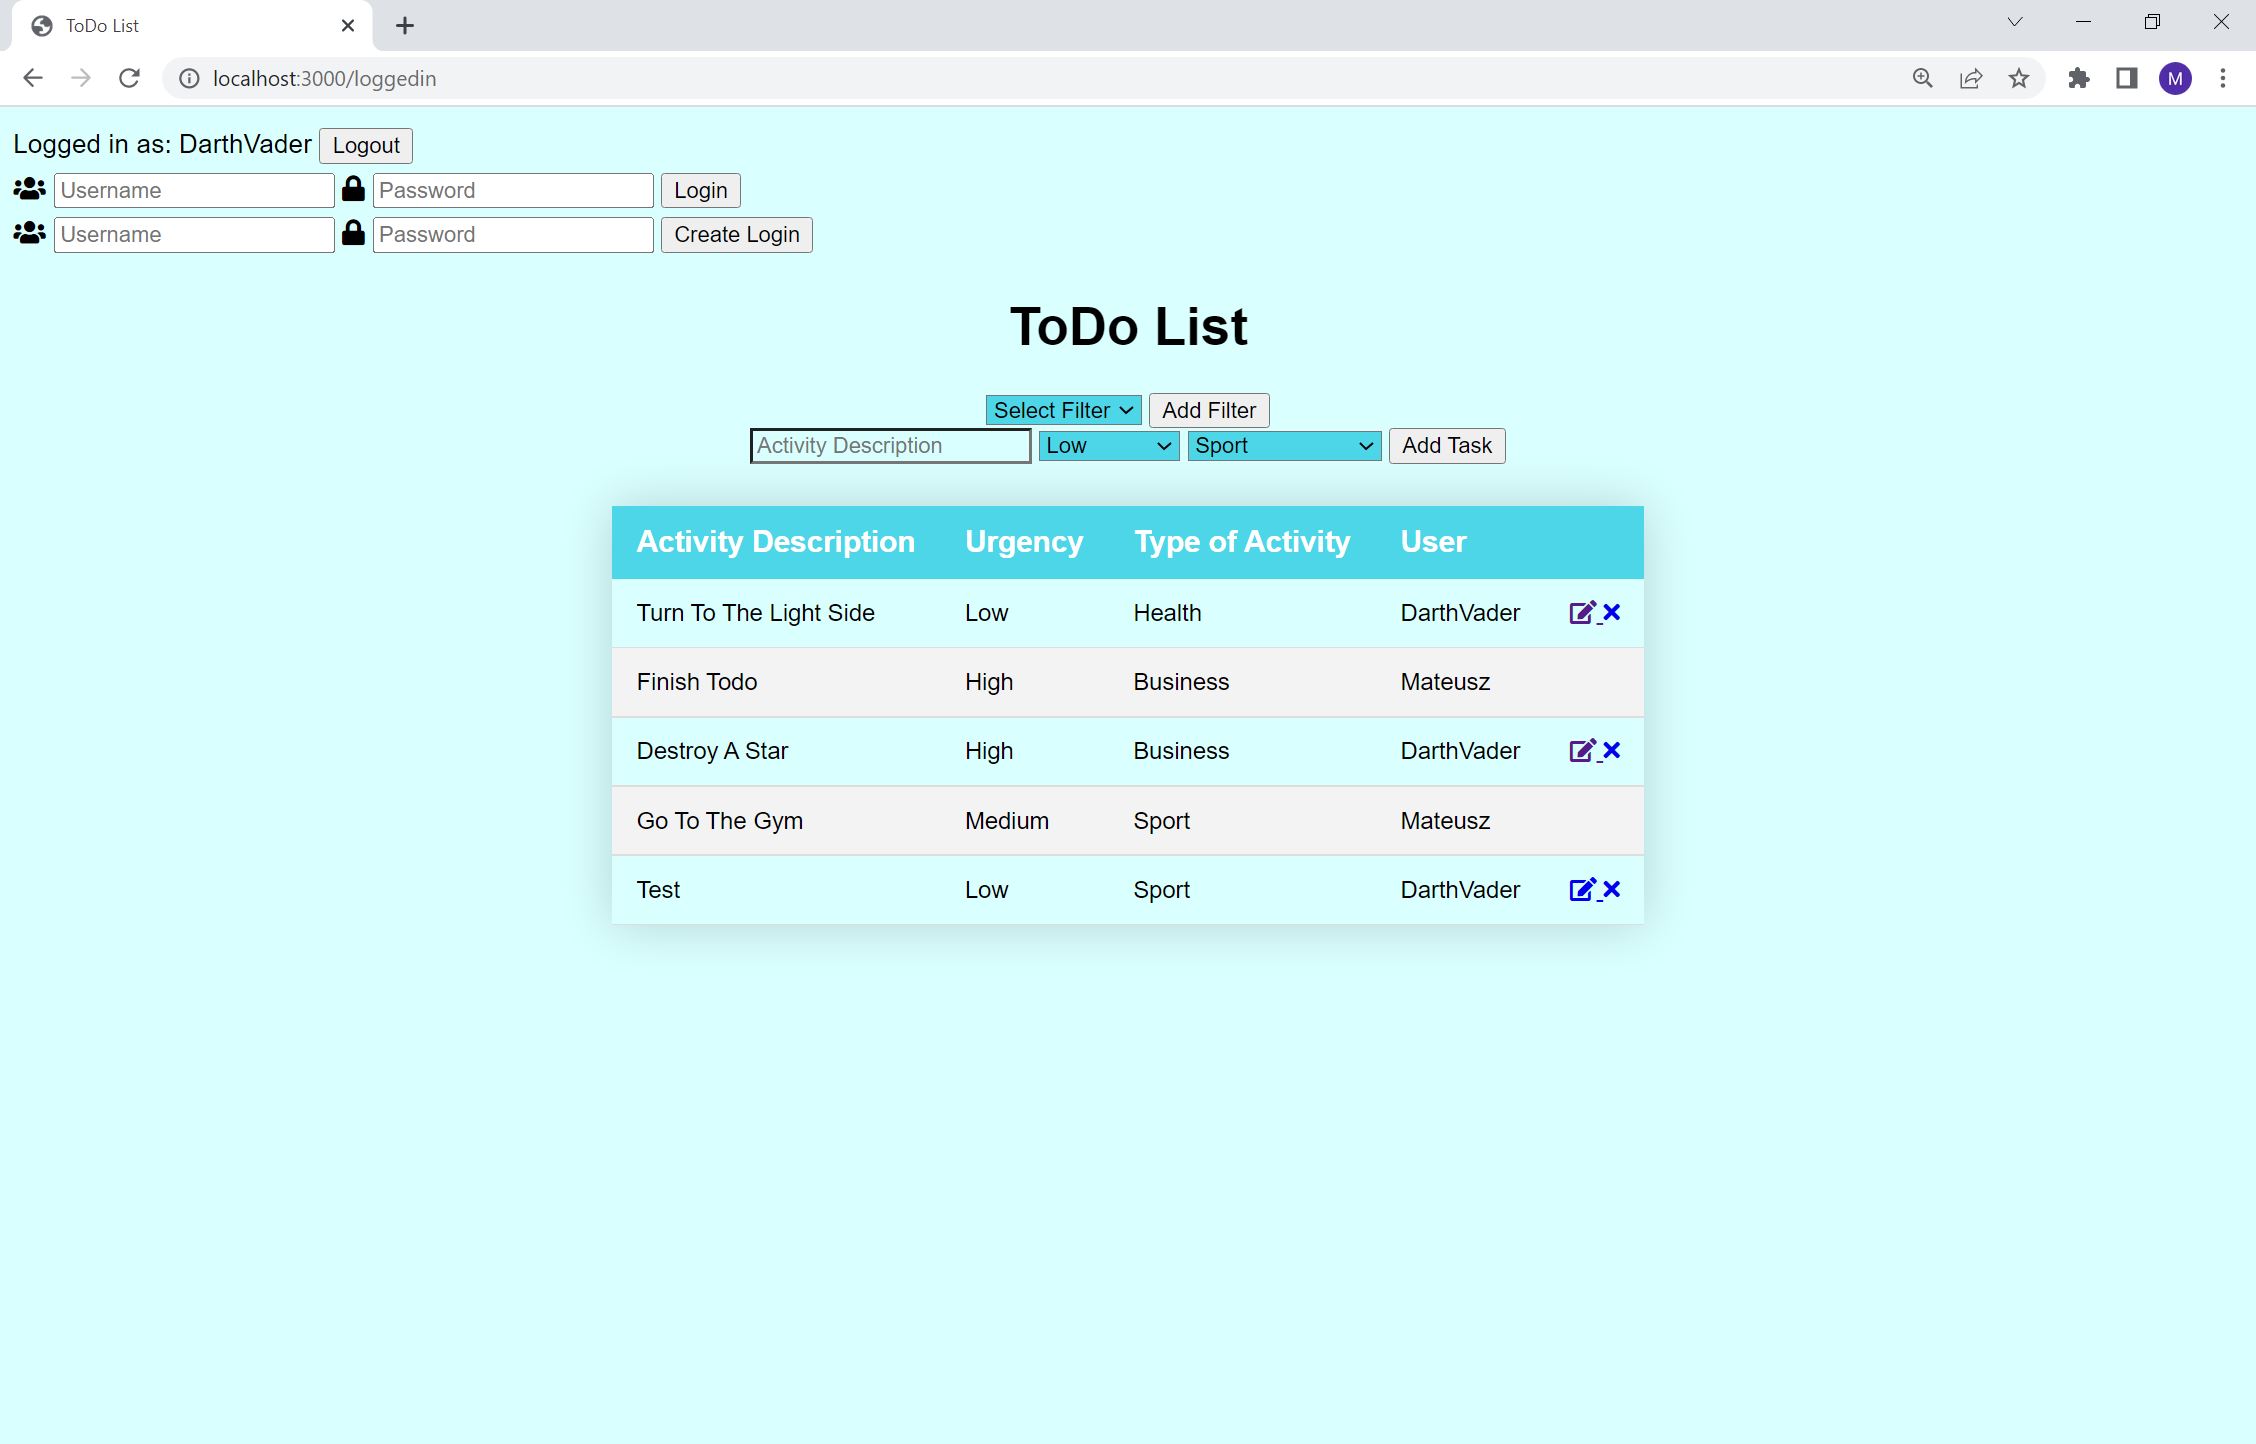 ToDo List
localhost:3000/loggedin
M
Logged in as: DarthVader Logout
Username Password Login
Username Password Create Login
ToDo List
Select Filter Add Filter
Activity Description Low Sport Add Task
Activity Description Urgency Type of Activity User
Turn To The Light Side Low Health DarthVader
Finish Todo High Business Mateusz
Destroy A Star High Business DarthVader
Go To The Gym Medium Sport Mateusz
Test Low Sport DarthVader